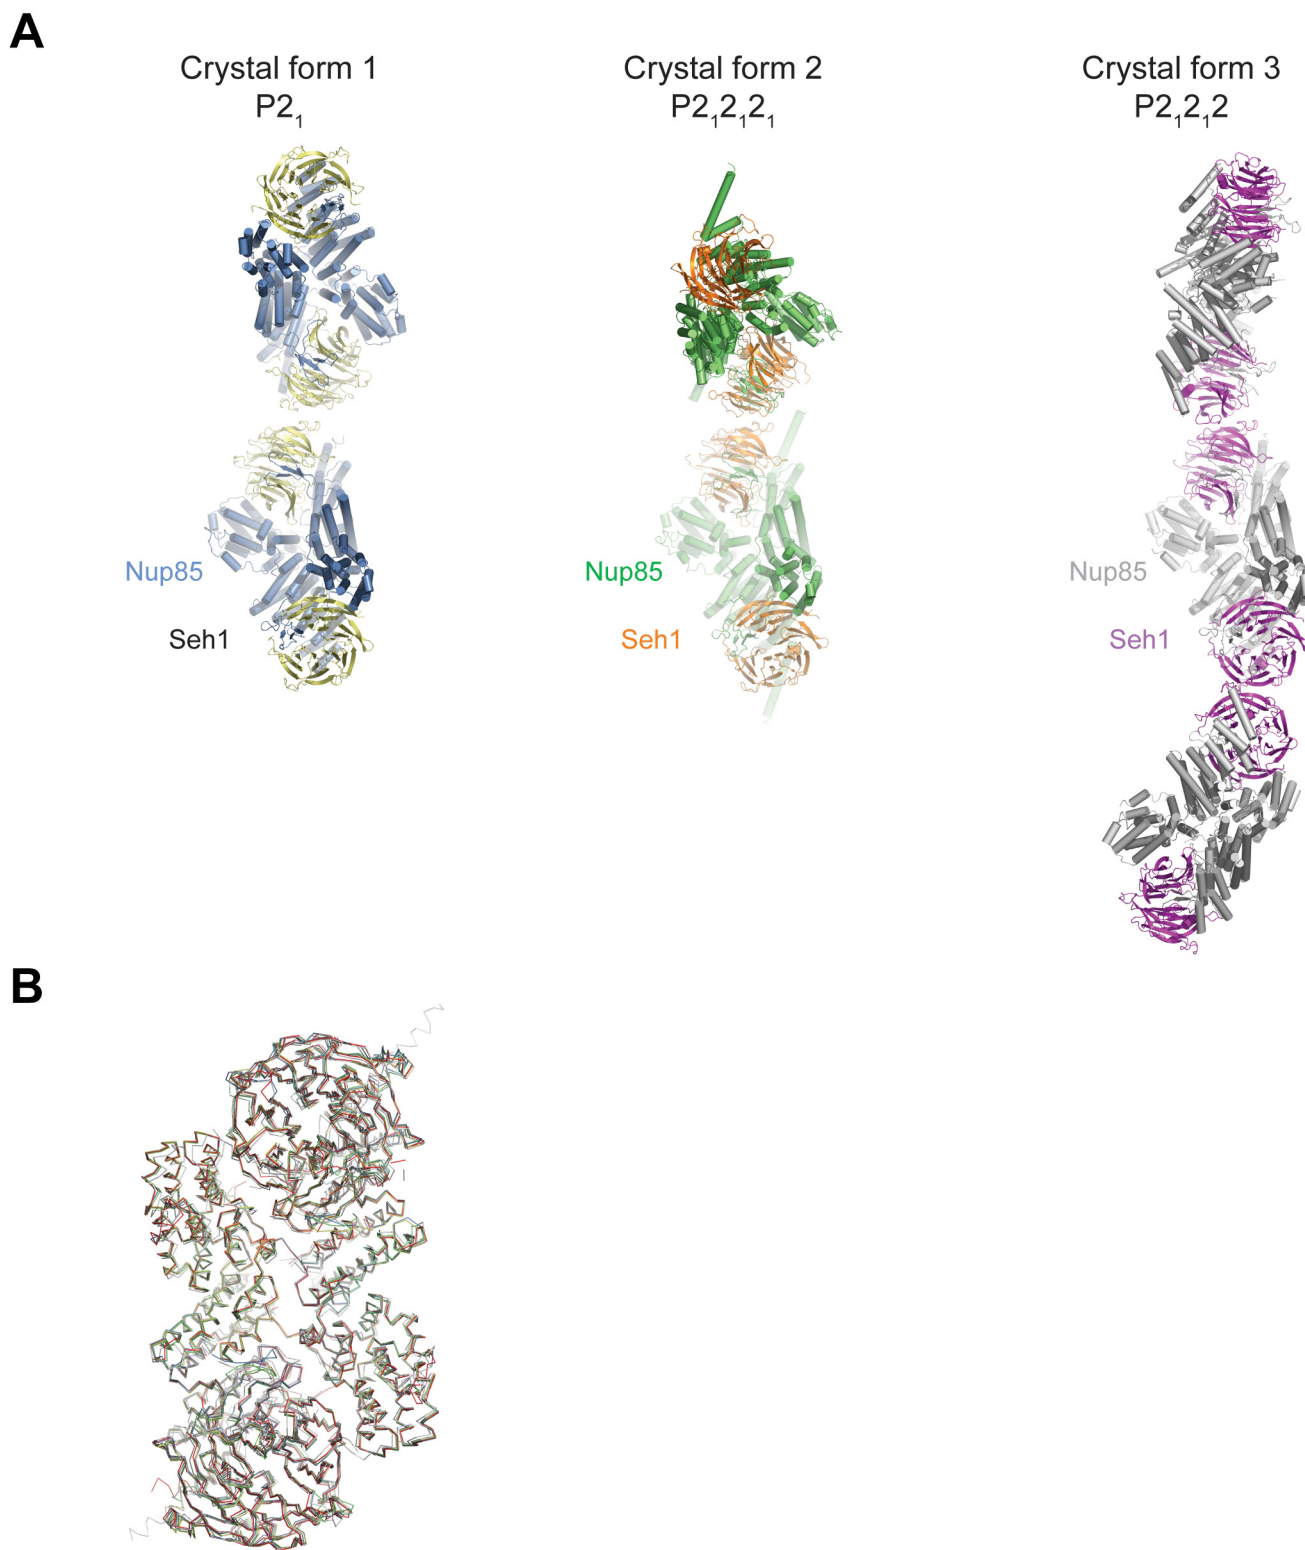 A
Crystal form 1
P2₁
Crystal form 2
P2₁2₁2₁
Crystal form 3
P2₁2₁2
Nup85
Seh1
Nup85
Seh1
Nup85
Seh1
B